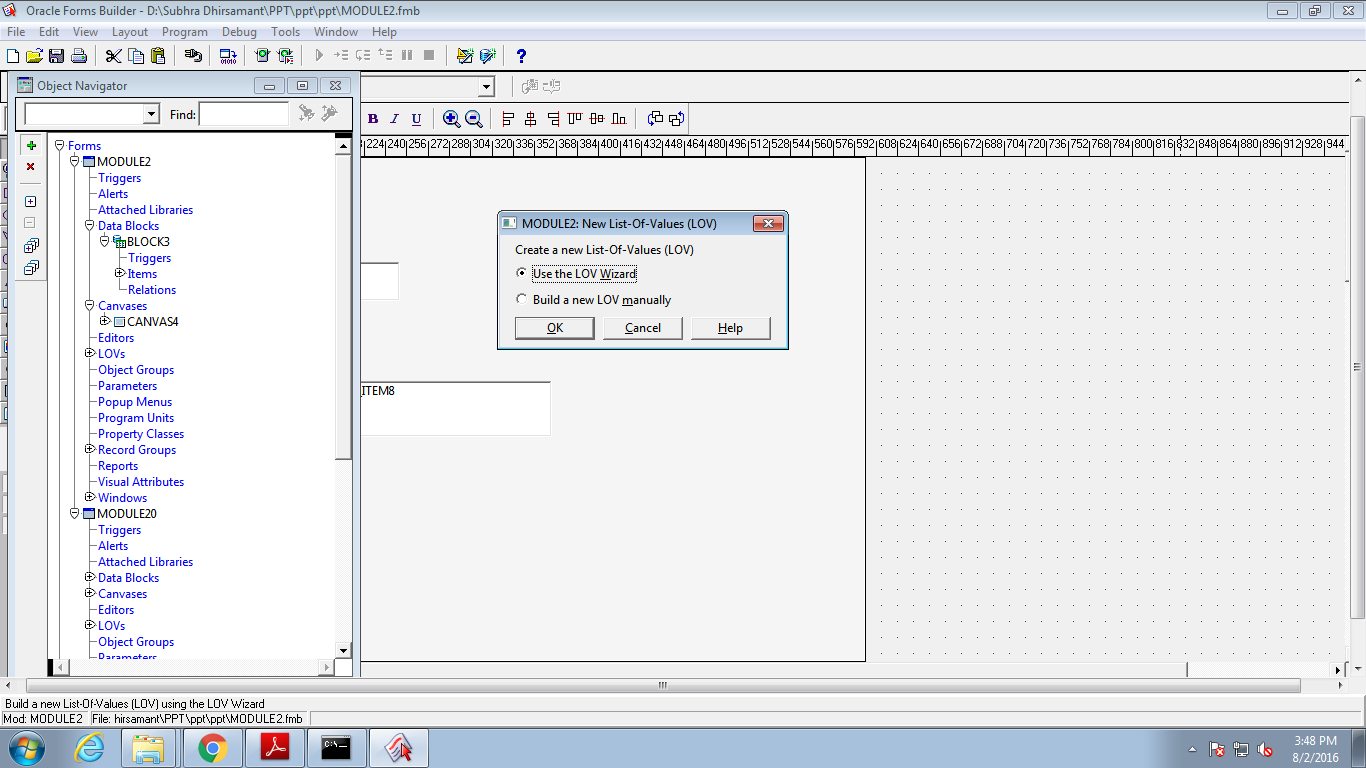 Oracle Forms Builder - D:\Subhra Dhirsamant\PPT\ppt\ppt\MODULE2.fmb
File Edit View Layout Program Debug Tools Window Help
Object Navigator
Find:
B I U
224 240 256 272 288 304 320 336 352 368 384 400 416 432 448 464 480 496 512 528 544 560 576 592 608 624 640 656 672 688 704 720 736 752 768 784 800 816 832 848 864 880 896 912 928 944
Forms
MODULE2
Triggers
Alerts
Attached Libraries
Data Blocks
BLOCK3
Triggers
Items
Relations
Canvases
CANVAS4
Editors
LOVs
Object Groups
Parameters
Popup Menus
Program Units
Property Classes
Record Groups
Reports
Visual Attributes
Windows
MODULE20
Triggers
Alerts
Attached Libraries
Data Blocks
Canvases
Editors
LOVs
Object Groups
Parameters
MODULE2: New List-Of-Values (LOV)
Create a new List-Of-Values (LOV)
Use the LOV Wizard
Build a new LOV manually
OK Cancel Help
ITEM8
Build a new List-Of-Values (LOV) using the LOV Wizard
Mod: MODULE2 File: hirsamant\PPT\ppt\ppt\MODULE2.fmb
3:48 PM
8/2/2016